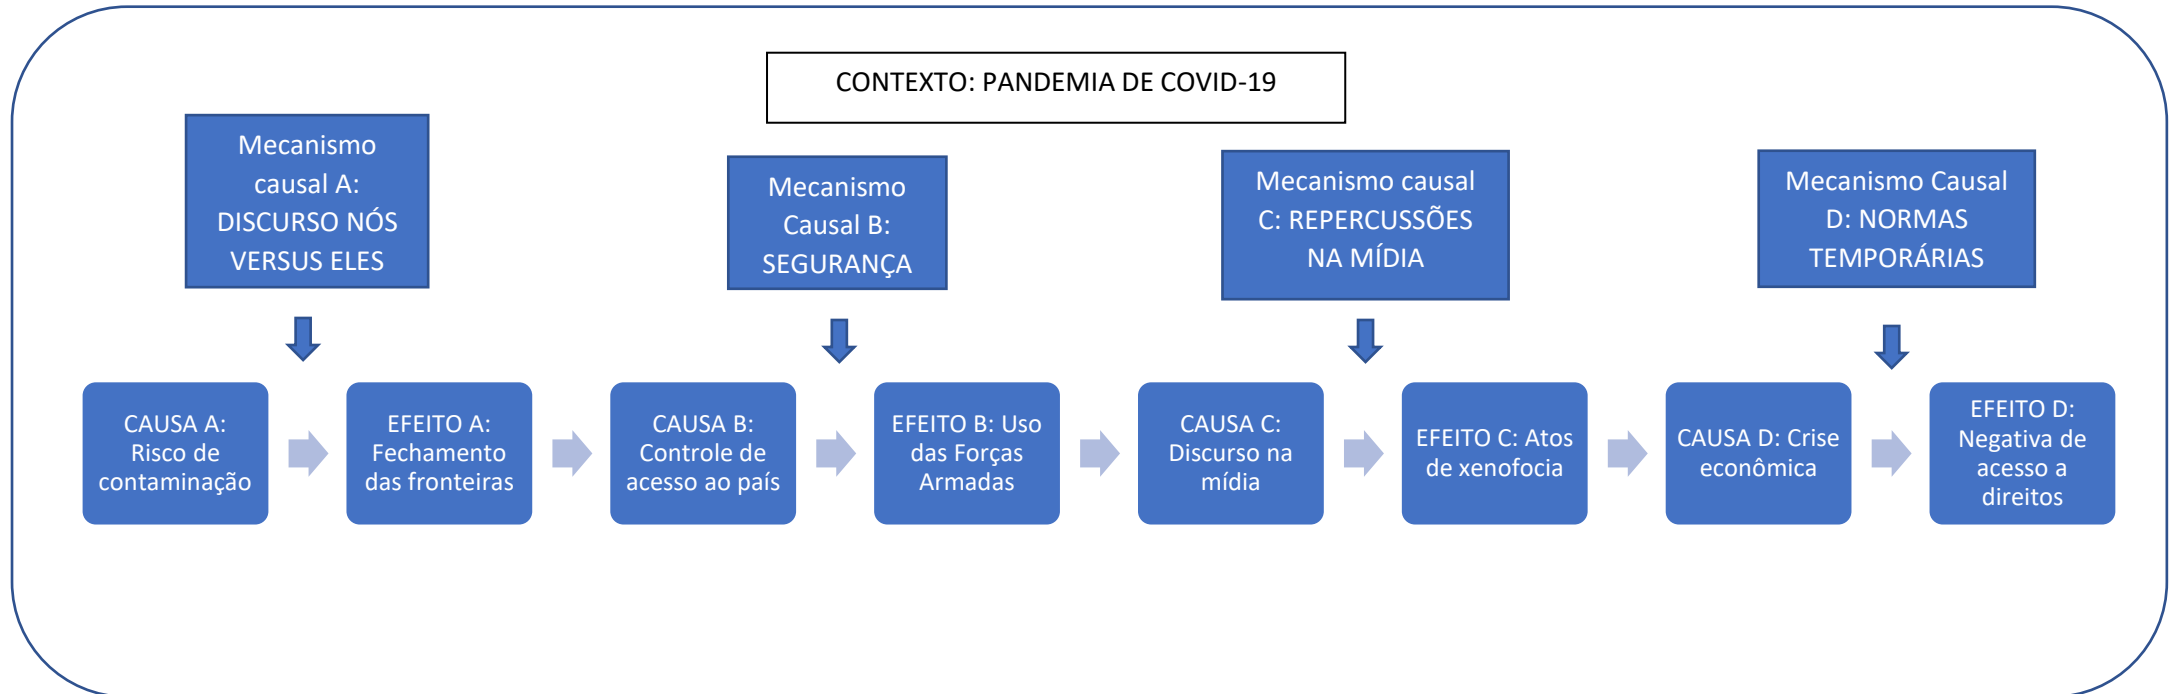 CONTEXTO: PANDEMIA DE COVID-19
Mecanismo
causal A:
DISCURSO NÓS
VERSUS ELES
Mecanismo
Causal B:
SEGURANÇA
Mecanismo causal
C: REPERCUSSÕES
NA MÍDIA
Mecanismo Causal
D: NORMAS
TEMPORÁRIAS
CAUSA A:
Risco de
contaminação
EFEITO A:
Fechamento
das fronteiras
CAUSA B:
Controle de
acesso ao país
EFEITO B: Uso
das Forças
Armadas
CAUSA C:
Discurso na
mídia
EFEITO C: Atos
de xenofocia
CAUSA D: Crise
econômica
EFEITO D:
Negativa de
acesso a
direitos